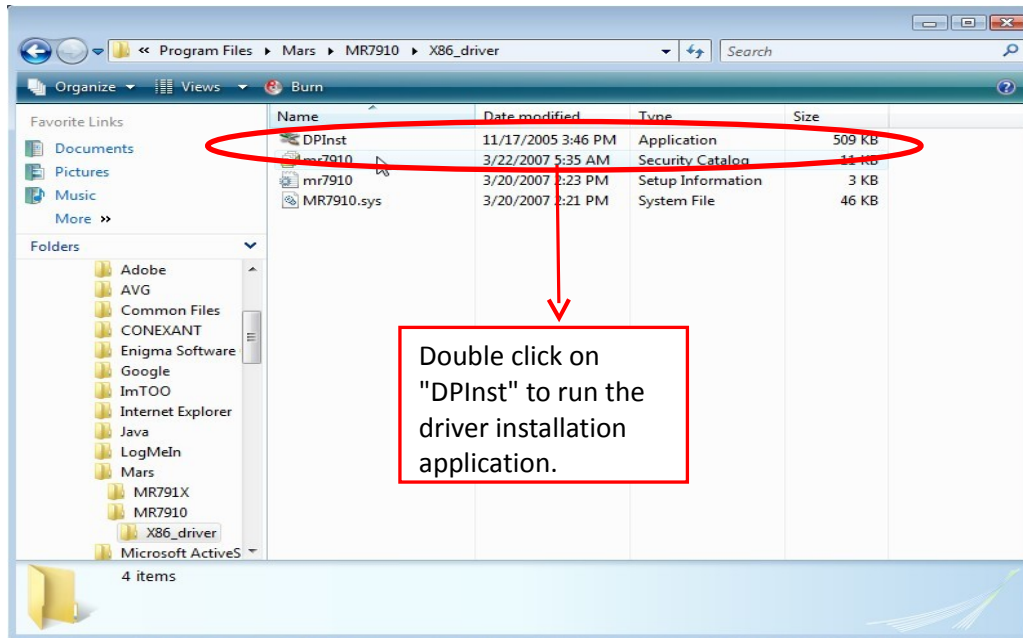 « Program Files ▸ Mars ▸ MR7910 ▸ X86_driver Search
Organize Views Burn
Favorite Links
Documents
Pictures
Music
More »
Folders
Adobe
AVG
Common Files
CONEXANT
Enigma Software
Google
ImTOO
Internet Explorer
Java
LogMeIn
Mars
MR791X
MR7910
X86_driver
Microsoft ActiveS
Name Date modified Type Size
DPInst 11/17/2005 3:46 PM Application 509 KB
mr7910 3/22/2007 5:35 AM Security Catalog 11 KB
mr7910 3/20/2007 2:23 PM Setup Information 3 KB
MR7910.sys 3/20/2007 2:21 PM System File 46 KB
Double click on
"DPInst" to run the
driver installation
application.
4 items